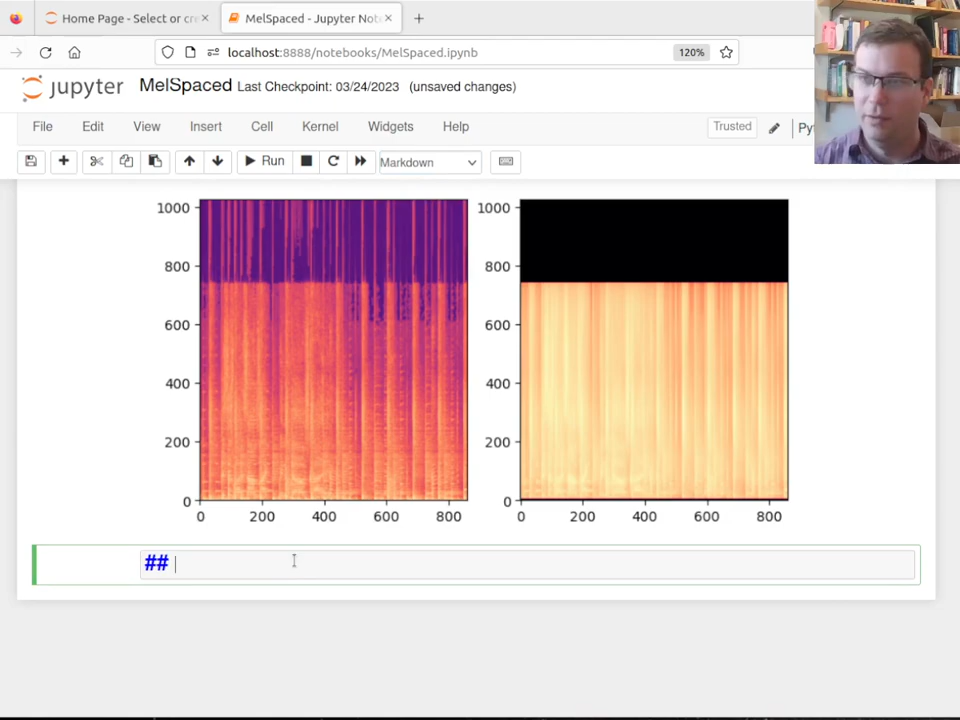 Home Page - Select or cre
MelSpaced - Jupyter Not
localhost:8888/notebooks/MelSpaced.ipynb
120%
jupyter
MelSpaced Last Checkpoint: 03/24/2023 (unsaved changes)
File Edit View Insert Cell Kernel Widgets Help
Trusted
Py
Run
Markdown
1000
800
600
400
200
0
0 200 400 600 800
1000
800
600
400
200
0
0 200 400 600 800
##